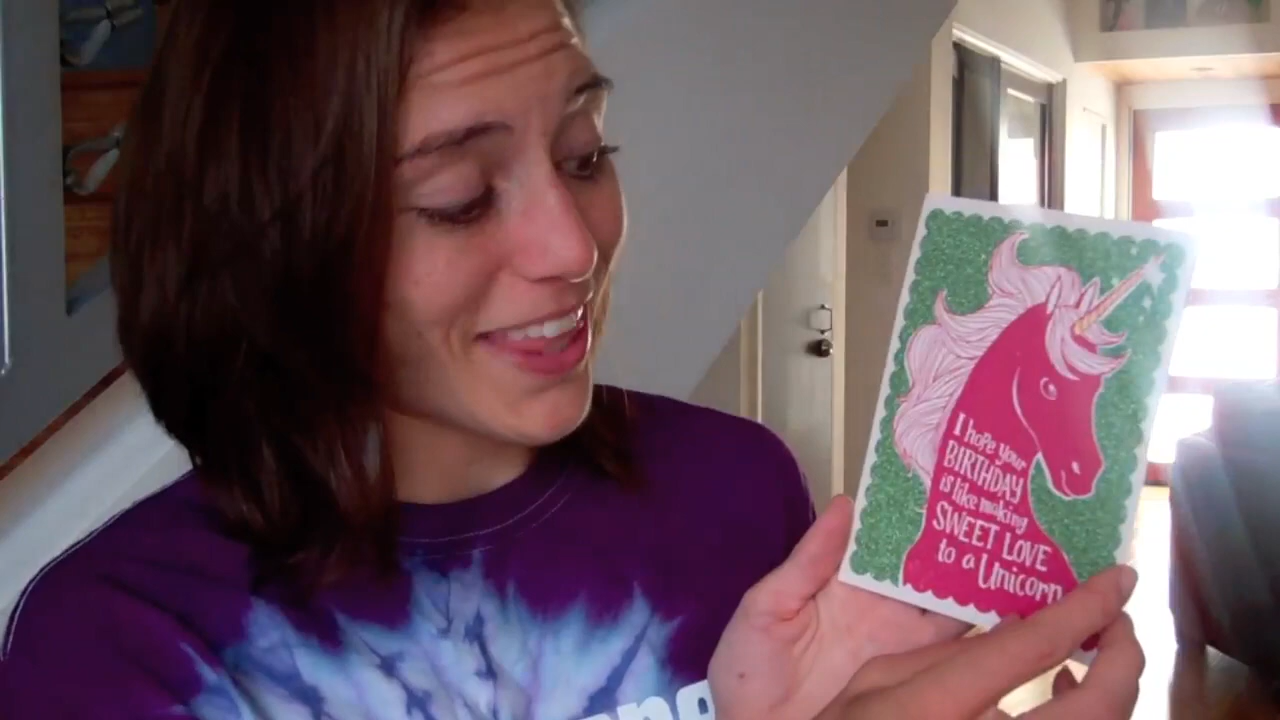 I hope your
BIRTHDAY
is like making
SWEET LOVE
to a Unicorn